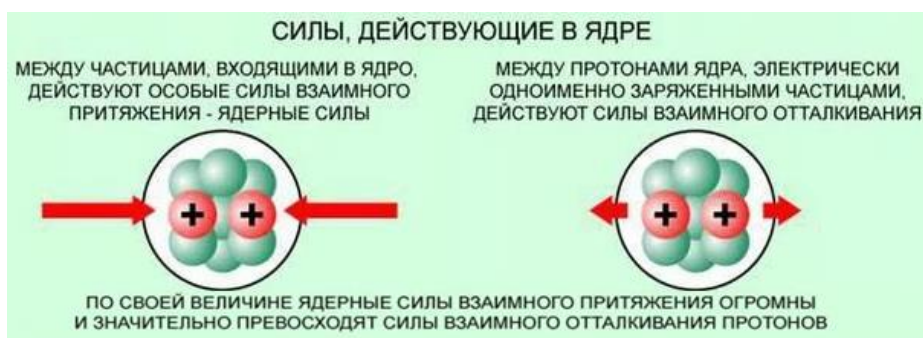 СИЛЫ, ДЕЙСТВУЮЩИЕ В ЯДРЕ
МЕЖДУ ЧАСТИЦАМИ, ВХОДЯЩИМИ В ЯДРО,
ДЕЙСТВУЮТ ОСОБЫЕ СИЛЫ ВЗАИМНОГО
ПРИТЯЖЕНИЯ - ЯДЕРНЫЕ СИЛЫ
МЕЖДУ ПРОТОНАМИ ЯДРА, ЭЛЕКТРИЧЕСКИ
ОДНОИМЕННО ЗАРЯЖЕННЫМИ ЧАСТИЦАМИ,
ДЕЙСТВУЮТ СИЛЫ ВЗАИМНОГО ОТТАЛКИВАНИЯ
+ +
+ +
ПО СВОЕЙ ВЕЛИЧИНЕ ЯДЕРНЫЕ СИЛЫ ВЗАИМНОГО ПРИТЯЖЕНИЯ ОГРОМНЫ
И ЗНАЧИТЕЛЬНО ПРЕВОСХОДЯТ СИЛЫ ВЗАИМНОГО ОТТАЛКИВАНИЯ ПРОТОНОВ